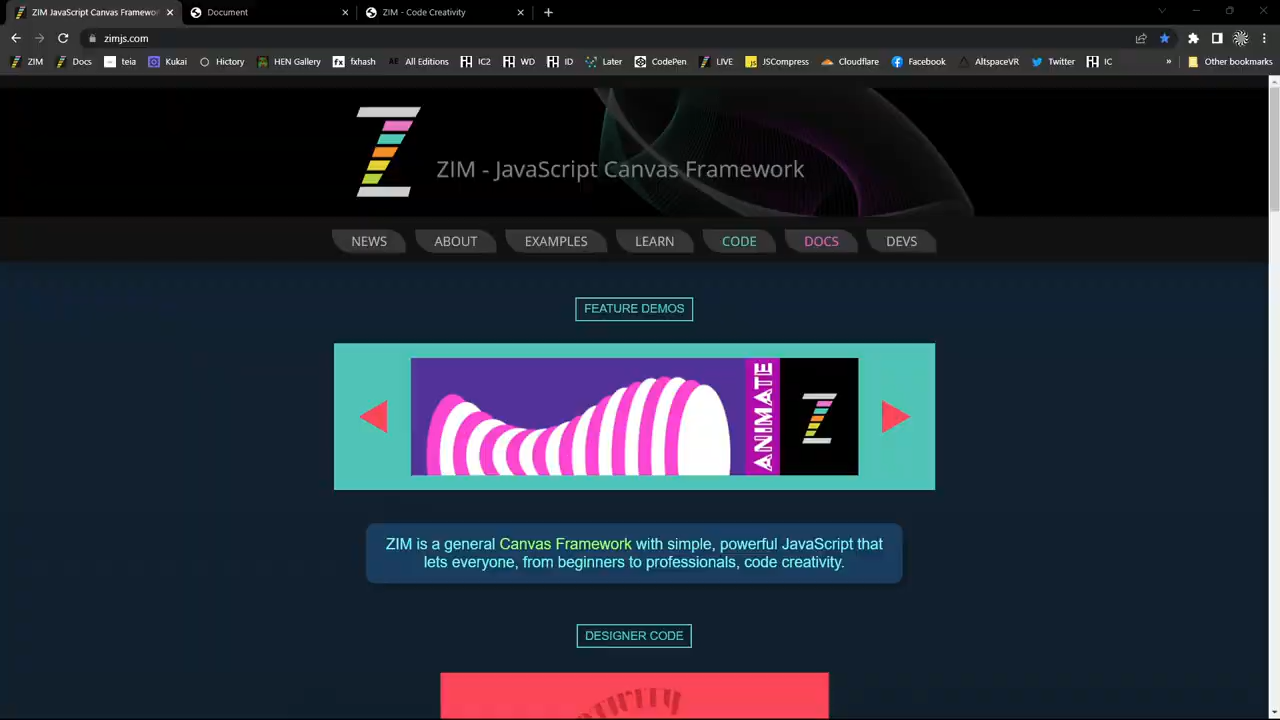 ZIM JavaScript Canvas Framewor
Document
ZIM - Code Creativity
zimjs.com
ZIM
Docs
teia
Kukai
Hictory
HEN Gallery
fxhash
All Editions
IC2
WD
ID
Later
CodePen
LIVE
JSCompress
Cloudflare
Facebook
AltspaceVR
Twitter
IC
»
Other bookmarks
ZIM - JavaScript Canvas Framework
NEWS
ABOUT
EXAMPLES
LEARN
CODE
DOCS
DEVS
FEATURE DEMOS
ANIMATE
ZIM is a general Canvas Framework with simple, powerful JavaScript that
lets everyone, from beginners to professionals, code creativity.
DESIGNER CODE